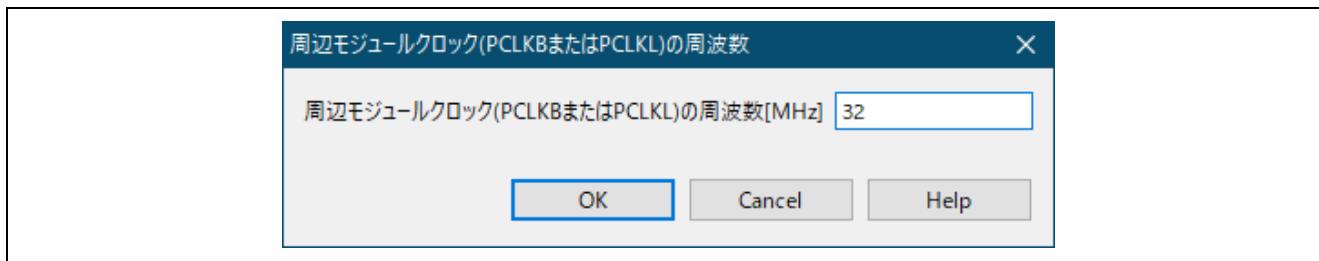 周辺モジュールクロック(PCLKBまたはPCLKL)の周波数
周辺モジュールクロック(PCLKBまたはPCLKL)の周波数[MHz] 32
OK Cancel Help